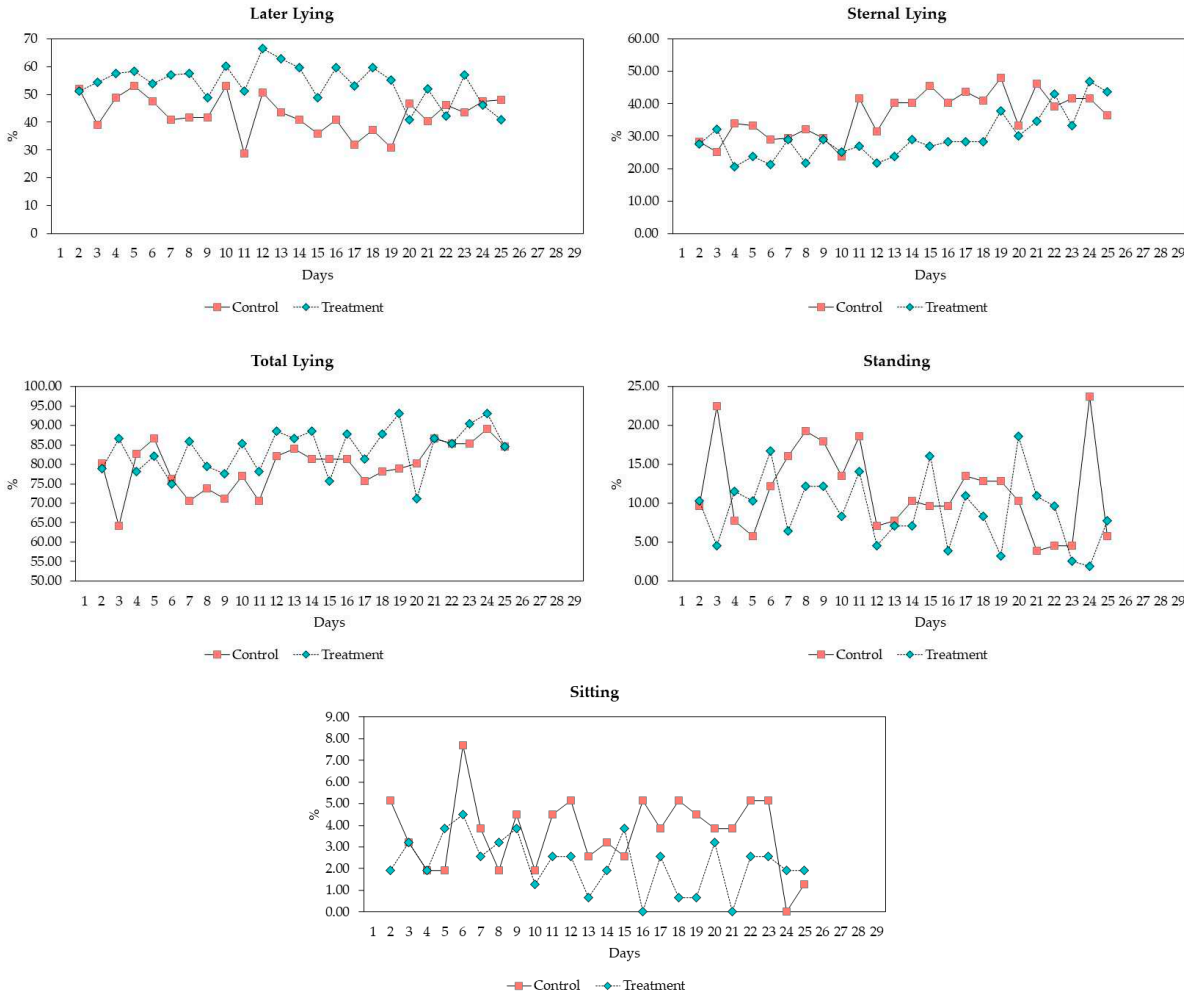 Later Lying
70
60
50
40
30
20
10
0
%
1 2 3 4 5 6 7 8 9 10 11 12 13 14 15 16 17 18 19 20 21 22 23 24 25 26 27 28 29
Days
Control Treatment
Sternal Lying
60.00
50.00
40.00
30.00
20.00
10.00
0.00
%
1 2 3 4 5 6 7 8 9 10 11 12 13 14 15 16 17 18 19 20 21 22 23 24 25 26 27 28 29
Days
Control Treatment
Total Lying
100.00
95.00
90.00
85.00
80.00
75.00
70.00
65.00
60.00
55.00
50.00
%
1 2 3 4 5 6 7 8 9 10 11 12 13 14 15 16 17 18 19 20 21 22 23 24 25 26 27 28 29
Days
Control Treatment
Standing
25.00
20.00
15.00
10.00
5.00
0.00
%
1 2 3 4 5 6 7 8 9 10 11 12 13 14 15 16 17 18 19 20 21 22 23 24 25 26 27 28 29
Days
Control Treatment
Sitting
9.00
8.00
7.00
6.00
5.00
4.00
3.00
2.00
1.00
0.00
%
1 2 3 4 5 6 7 8 9 10 11 12 13 14 15 16 17 18 19 20 21 22 23 24 25 26 27 28 29
Days
Control Treatment